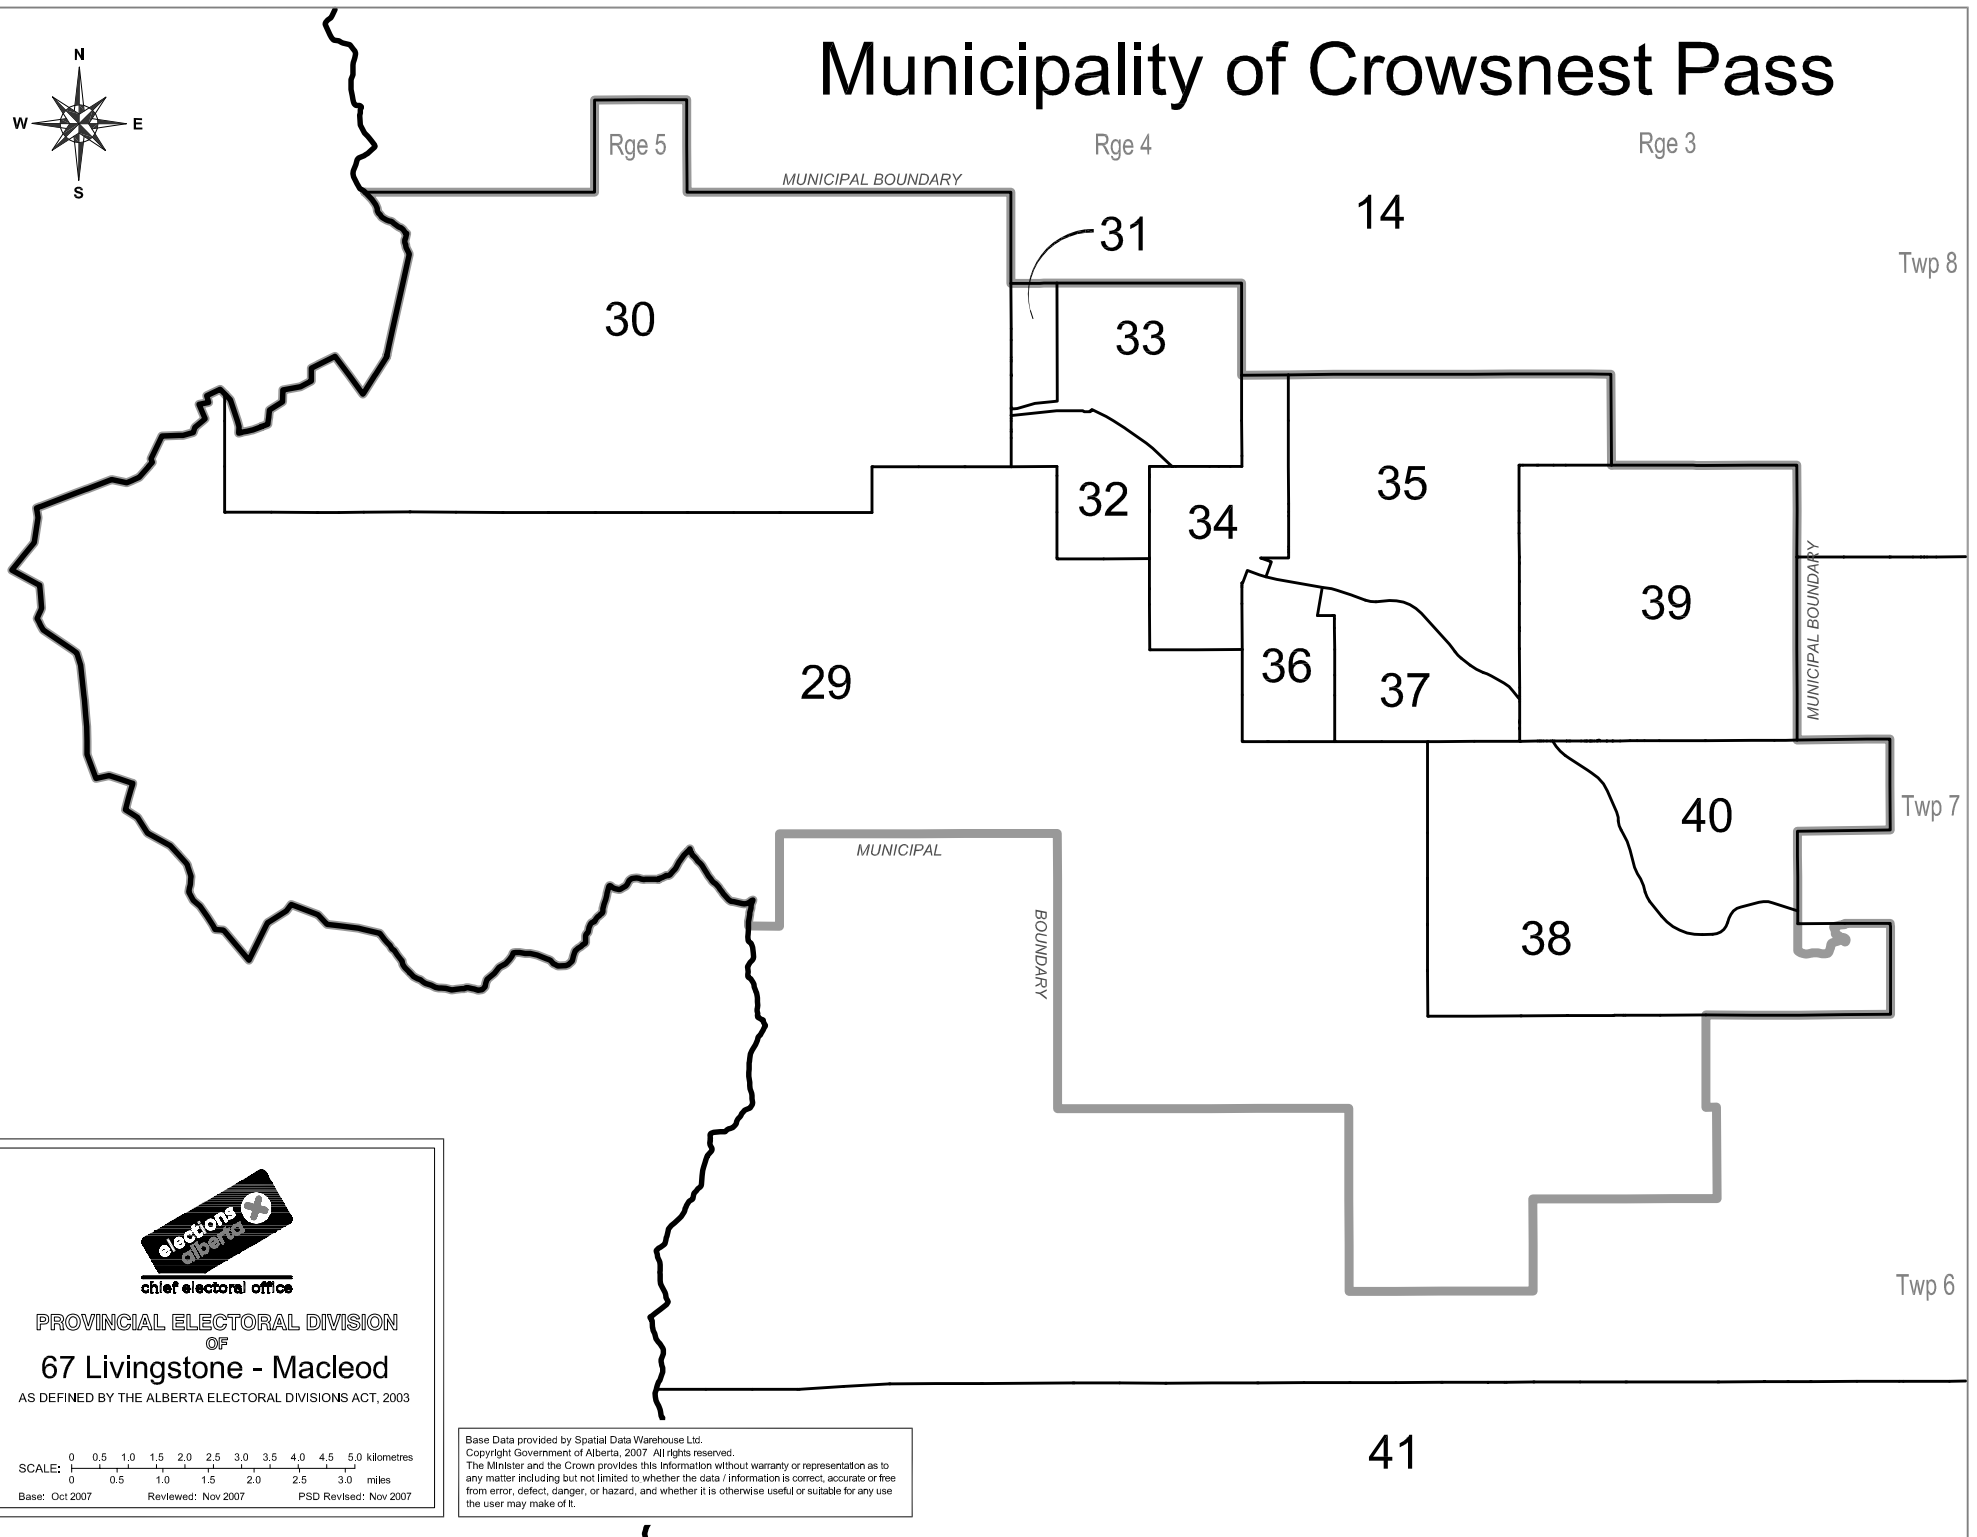 Municipality of Crowsnest Pass
N
W E
S
Rge 5
Rge 4
Rge 3
MUNICIPAL BOUNDARY
14
31
Twp 8
30
33
35
32
34
39
MUNICIPAL BOUNDARY
36
37
29
40
Twp 7
MUNICIPAL
BOUNDARY
38
Twp 6
41
elections
alberta
chief electoral office
PROVINCIAL ELECTORAL DIVISION
OF
67 Livingstone - Macleod
AS DEFINED BY THE ALBERTA ELECTORAL DIVISIONS ACT, 2003
SCALE:
0 0.5 1.0 1.5 2.0 2.5 3.0 3.5 4.0 4.5 5.0 kilometres
0 0.5 1.0 1.5 2.0 2.5 3.0 miles
Base: Oct 2007 Reviewed: Nov 2007 PSD Revised: Nov 2007
Base Data provided by Spatial Data Warehouse Ltd.
Copyright Government of Alberta, 2007 All rights reserved.
The Minister and the Crown provides this information without warranty or representation as to
any matter including but not limited to whether the data / information is correct, accurate or free
from error, defect, danger, or hazard, and whether it is otherwise useful or suitable for any use
the user may make of it.